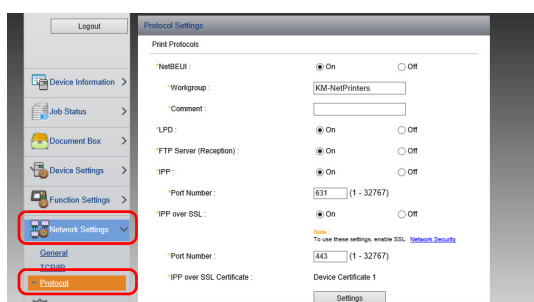 Logout
Device Information
Job Status
Document Box
Device Settings
Function Settings
Network Settings
General
TCP/IP
Protocol
Protocol Settings
Print Protocols
*NetBEUI : On Off
*Workgroup : KM-NetPrinters
*Comment :
*LPD : On Off
*FTP Server (Reception) : On Off
*IPP : On Off
*Port Number : 631 (1 - 32767)
*IPP over SSL : On Off
Note :
To use these settings, enable SSL. Network Security
*Port Number : 443 (1 - 32767)
*IPP over SSL Certificate : Device Certificate 1
Settings